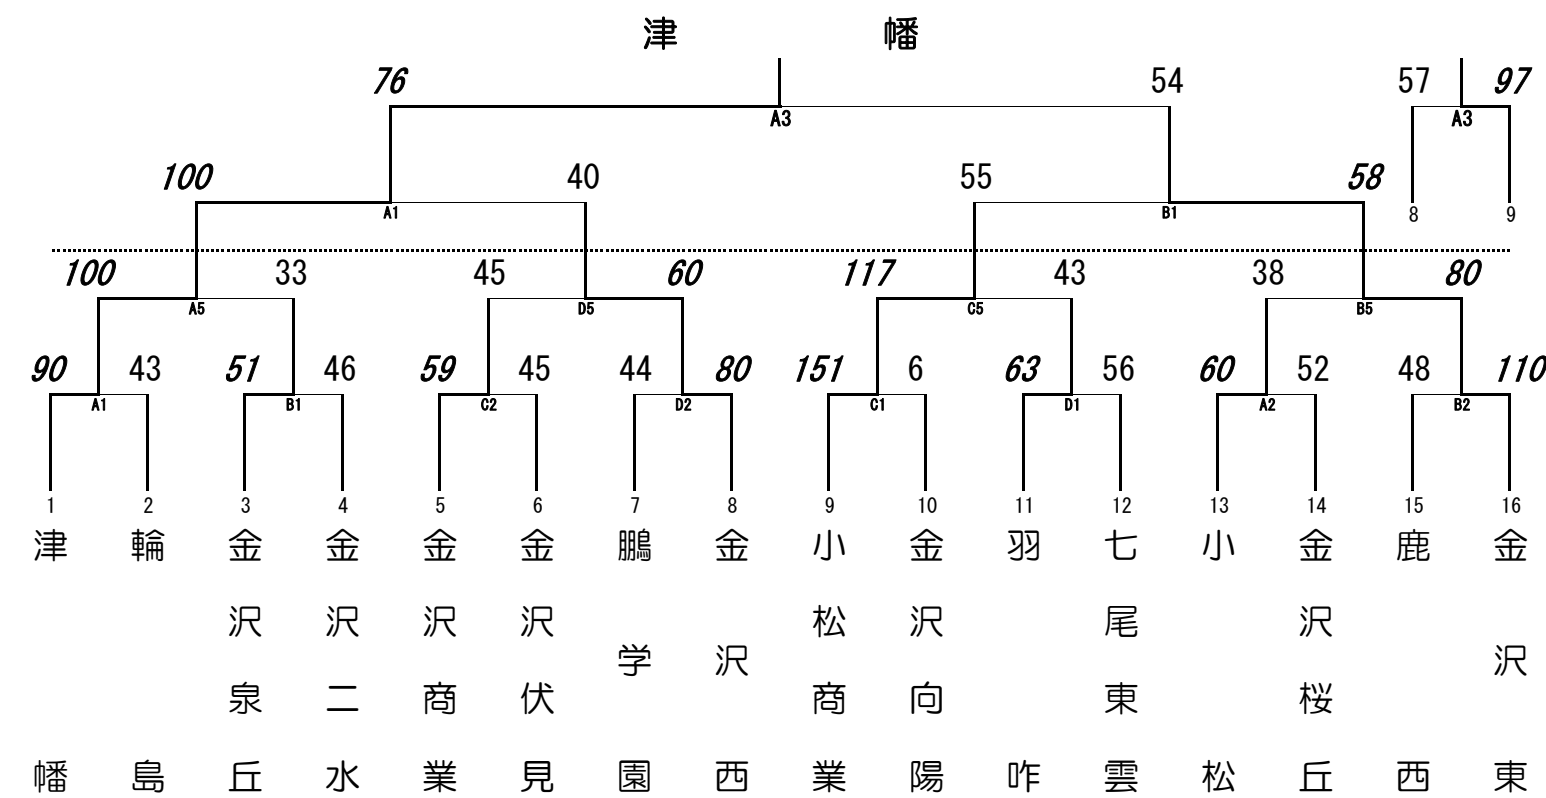 津 幡
76 54 57 97
A3 A3
100 40 55 58
A1 B1 8 9
100 33 45 60 117 43 38 80
A5 D5 C5 B5
90 43 51 46 59 45 44 80 151 6 63 56 60 52 48 110
A1 B1 C2 D2 C1 D1 A2 B2
1 2 3 4 5 6 7 8 9 10 11 12 13 14 15 16
津幡
輪島
金沢泉丘
金沢二水
金沢商業
金沢伏見
鵬学園
金沢西
小松商業
金沢向陽
羽咋
七尾東雲
小松
金沢桜丘
鹿西
金沢東